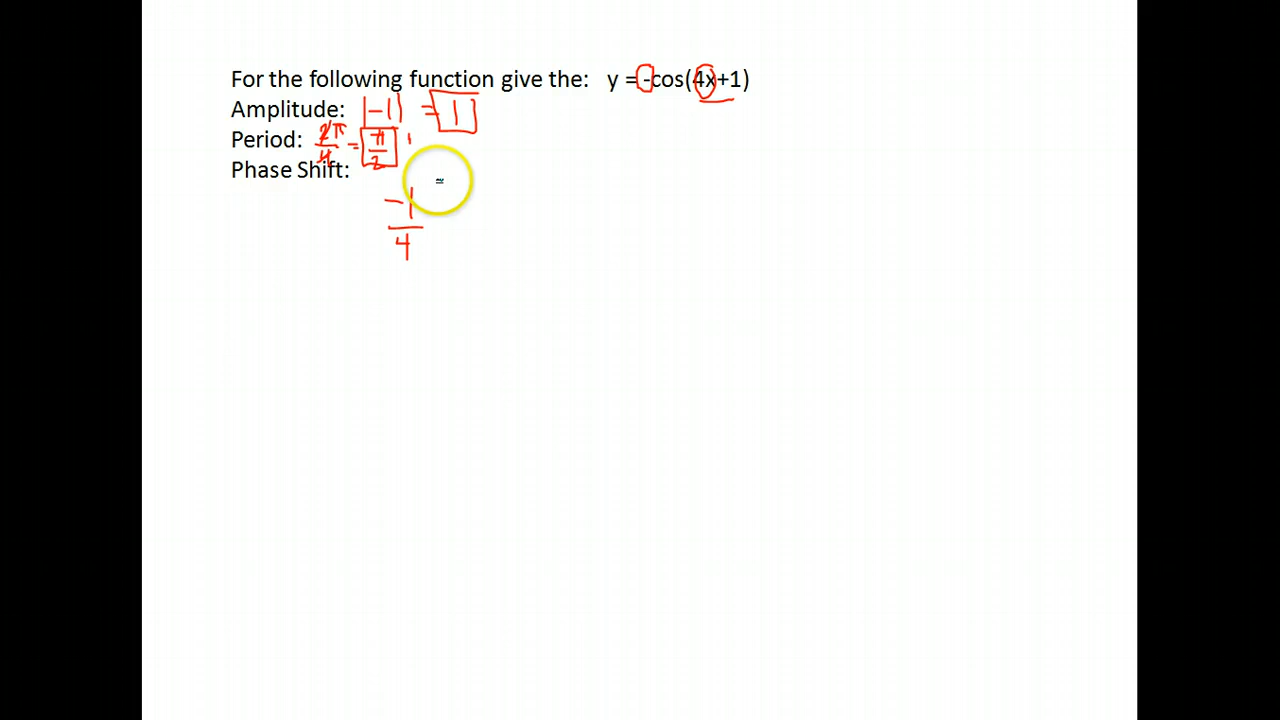 For the following function give the: y = -cos(4x+1)
Amplitude: |-1| = 1
Period: 2π/4 = π/2
Phase Shift:
-1
4